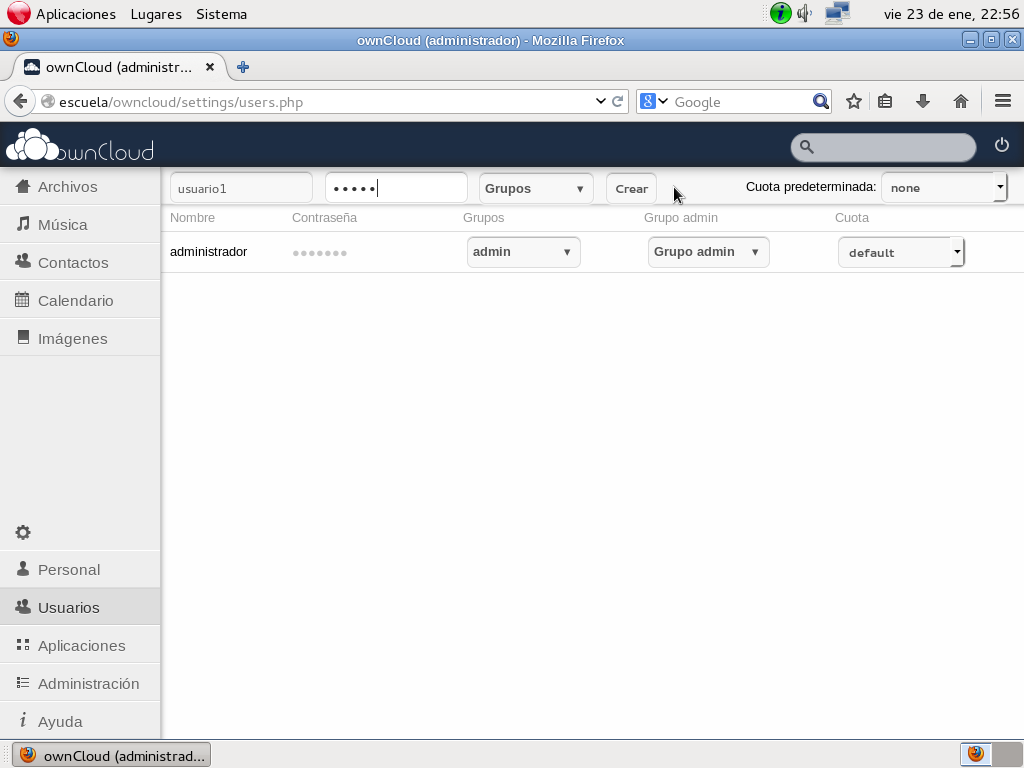 Aplicaciones Lugares Sistema vie 23 de ene, 22:56
ownCloud (administrador) - Mozilla Firefox
ownCloud (administr...
escuela/owncloud/settings/users.php Google
ownCloud
Archivos
Música
Contactos
Calendario
Imágenes
Personal
Usuarios
Aplicaciones
Administración
Ayuda
usuario1 ••••• Grupos Crear Cuota predeterminada: none
Nombre Contraseña Grupos Grupo admin Cuota
administrador ●●●●●●● admin Grupo admin default
ownCloud (administrad...